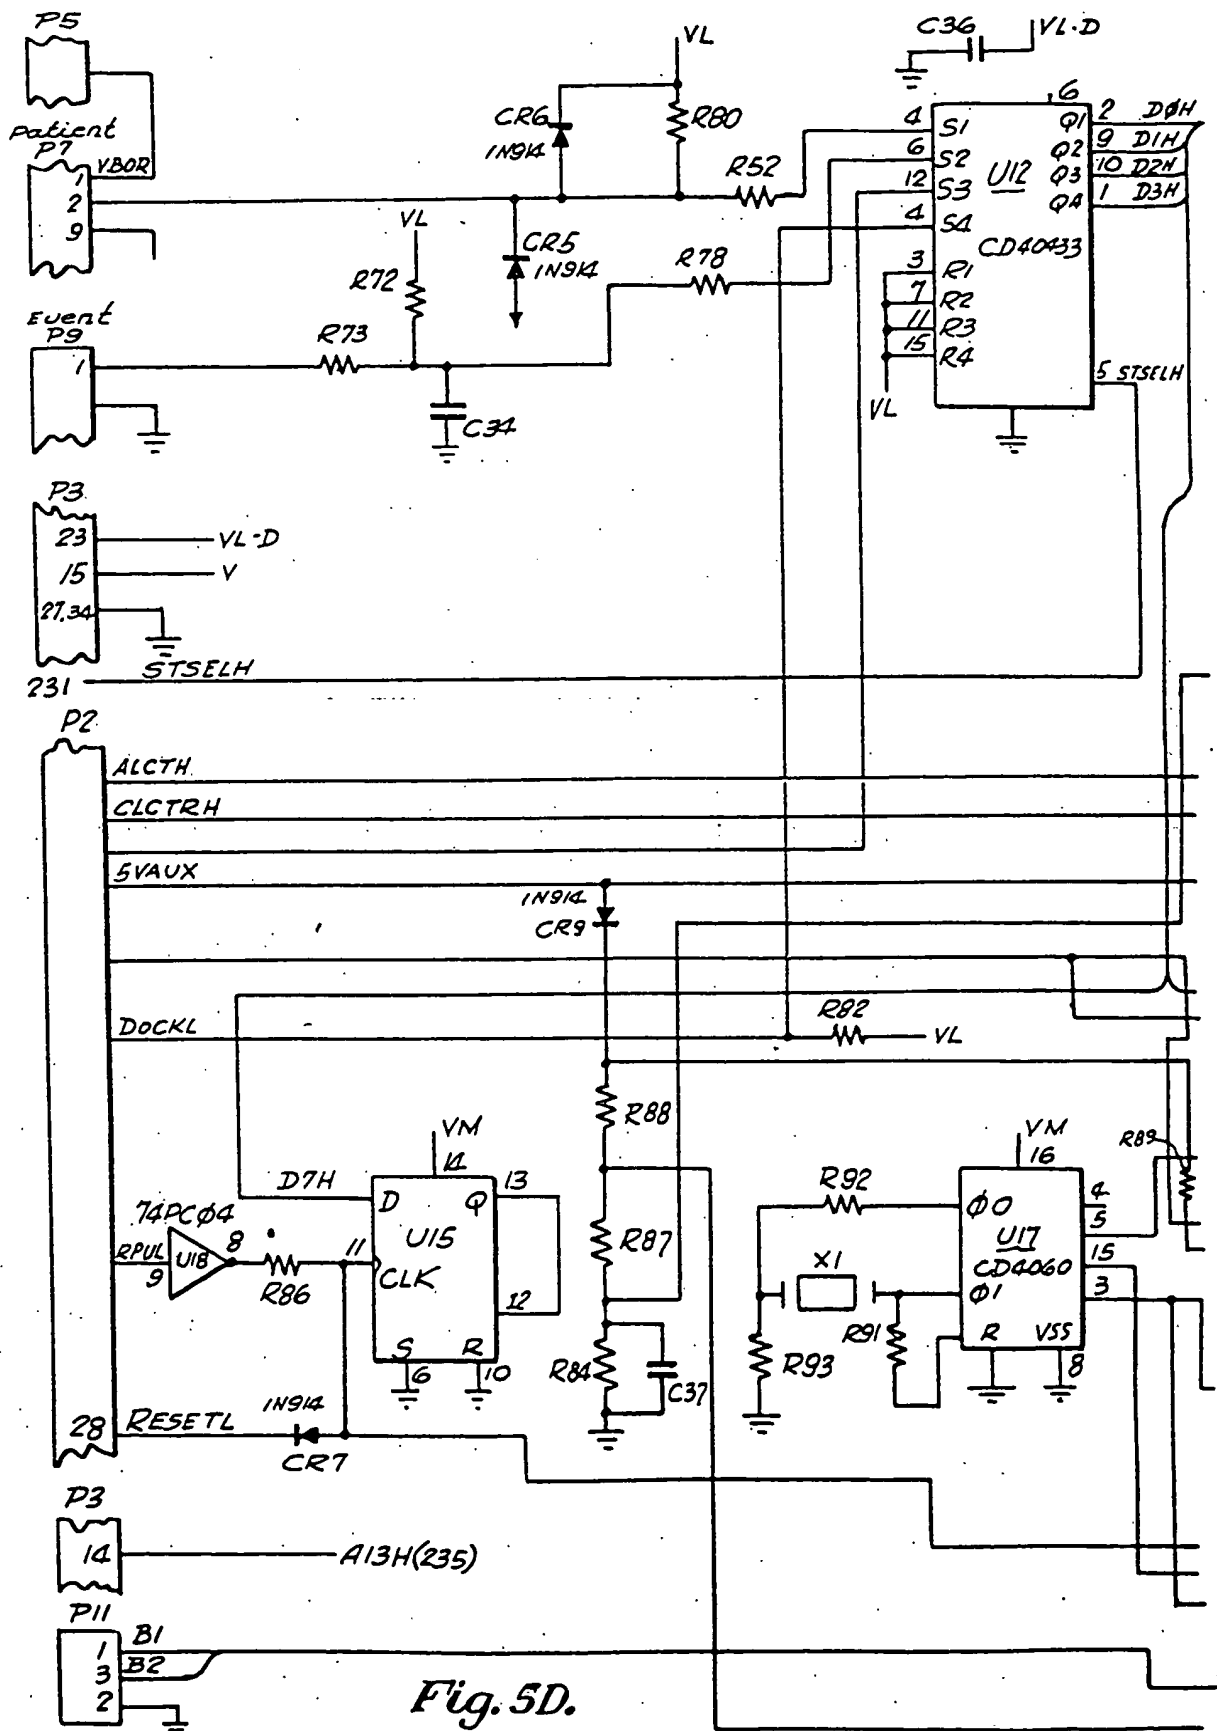 P5
C36
VL·D
VL
Patient
P7
1
VBOR
2
9
CR6
1N914
R80
R52
VL
CR5
1N914
R72
R78
Event
P9
1
R73
C34
6
4 S1
6 S2
12 S3
4 S4
3 R1
7 R2
11 R3
15 R4
VL
U12
CD40433
Q1 2 DØH
Q2 9 D1H
Q3 10 D2H
Q4 1 D3H
5 STSELH
P3
23
VL-D
15
V
27,34
231
STSELH
P2
ALCTH
CLCTRH
5VAUX
1N914
CR9
DOCKL
R82
VL
R88
VM
14
D7H
D
Q
13
U15
74PCØ4
RPUL
9
U18
8
R86
11
CLK
12
S
6
R
10
R87
R84
C37
28
RESETL
1N914
CR7
VM
16
R89
R92
ØO
4
5
U17
CD4060
15
3
X1
Ø1
R91
R93
R
VSS
8
P3
14
A13H(235)
P11
1
B1
3
B2
2
Fig. 5D.